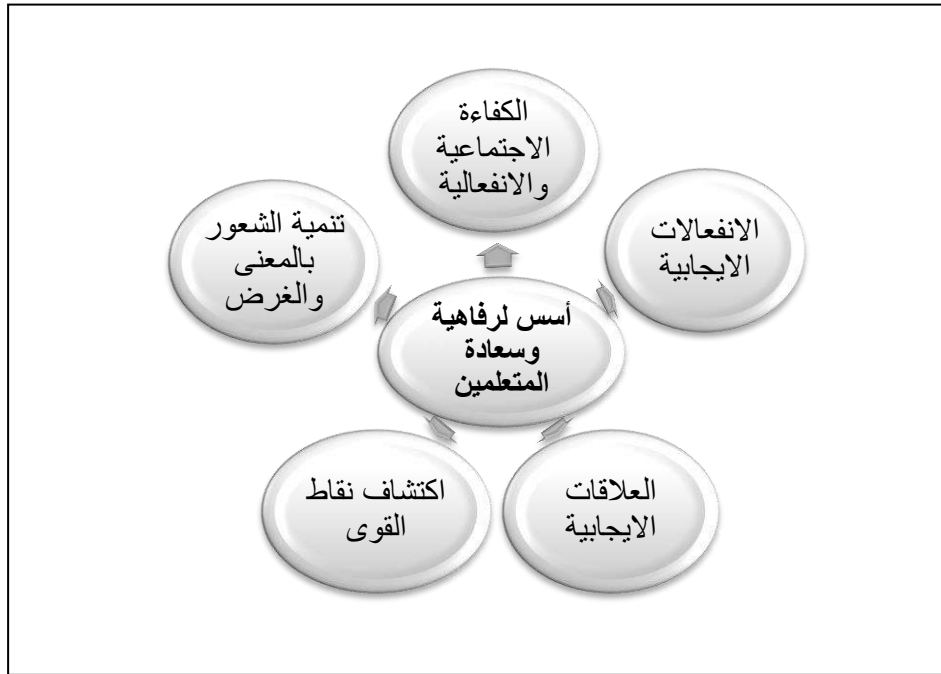 الكفاءة
الاجتماعية
والانفعالية
الانفعالات
الايجابية
تنمية الشعور
بالمعنى
والغرض
أسس لرفاهية
وسعادة
المتعلمين
العلاقات
الايجابية
اكتشاف نقاط
القوى